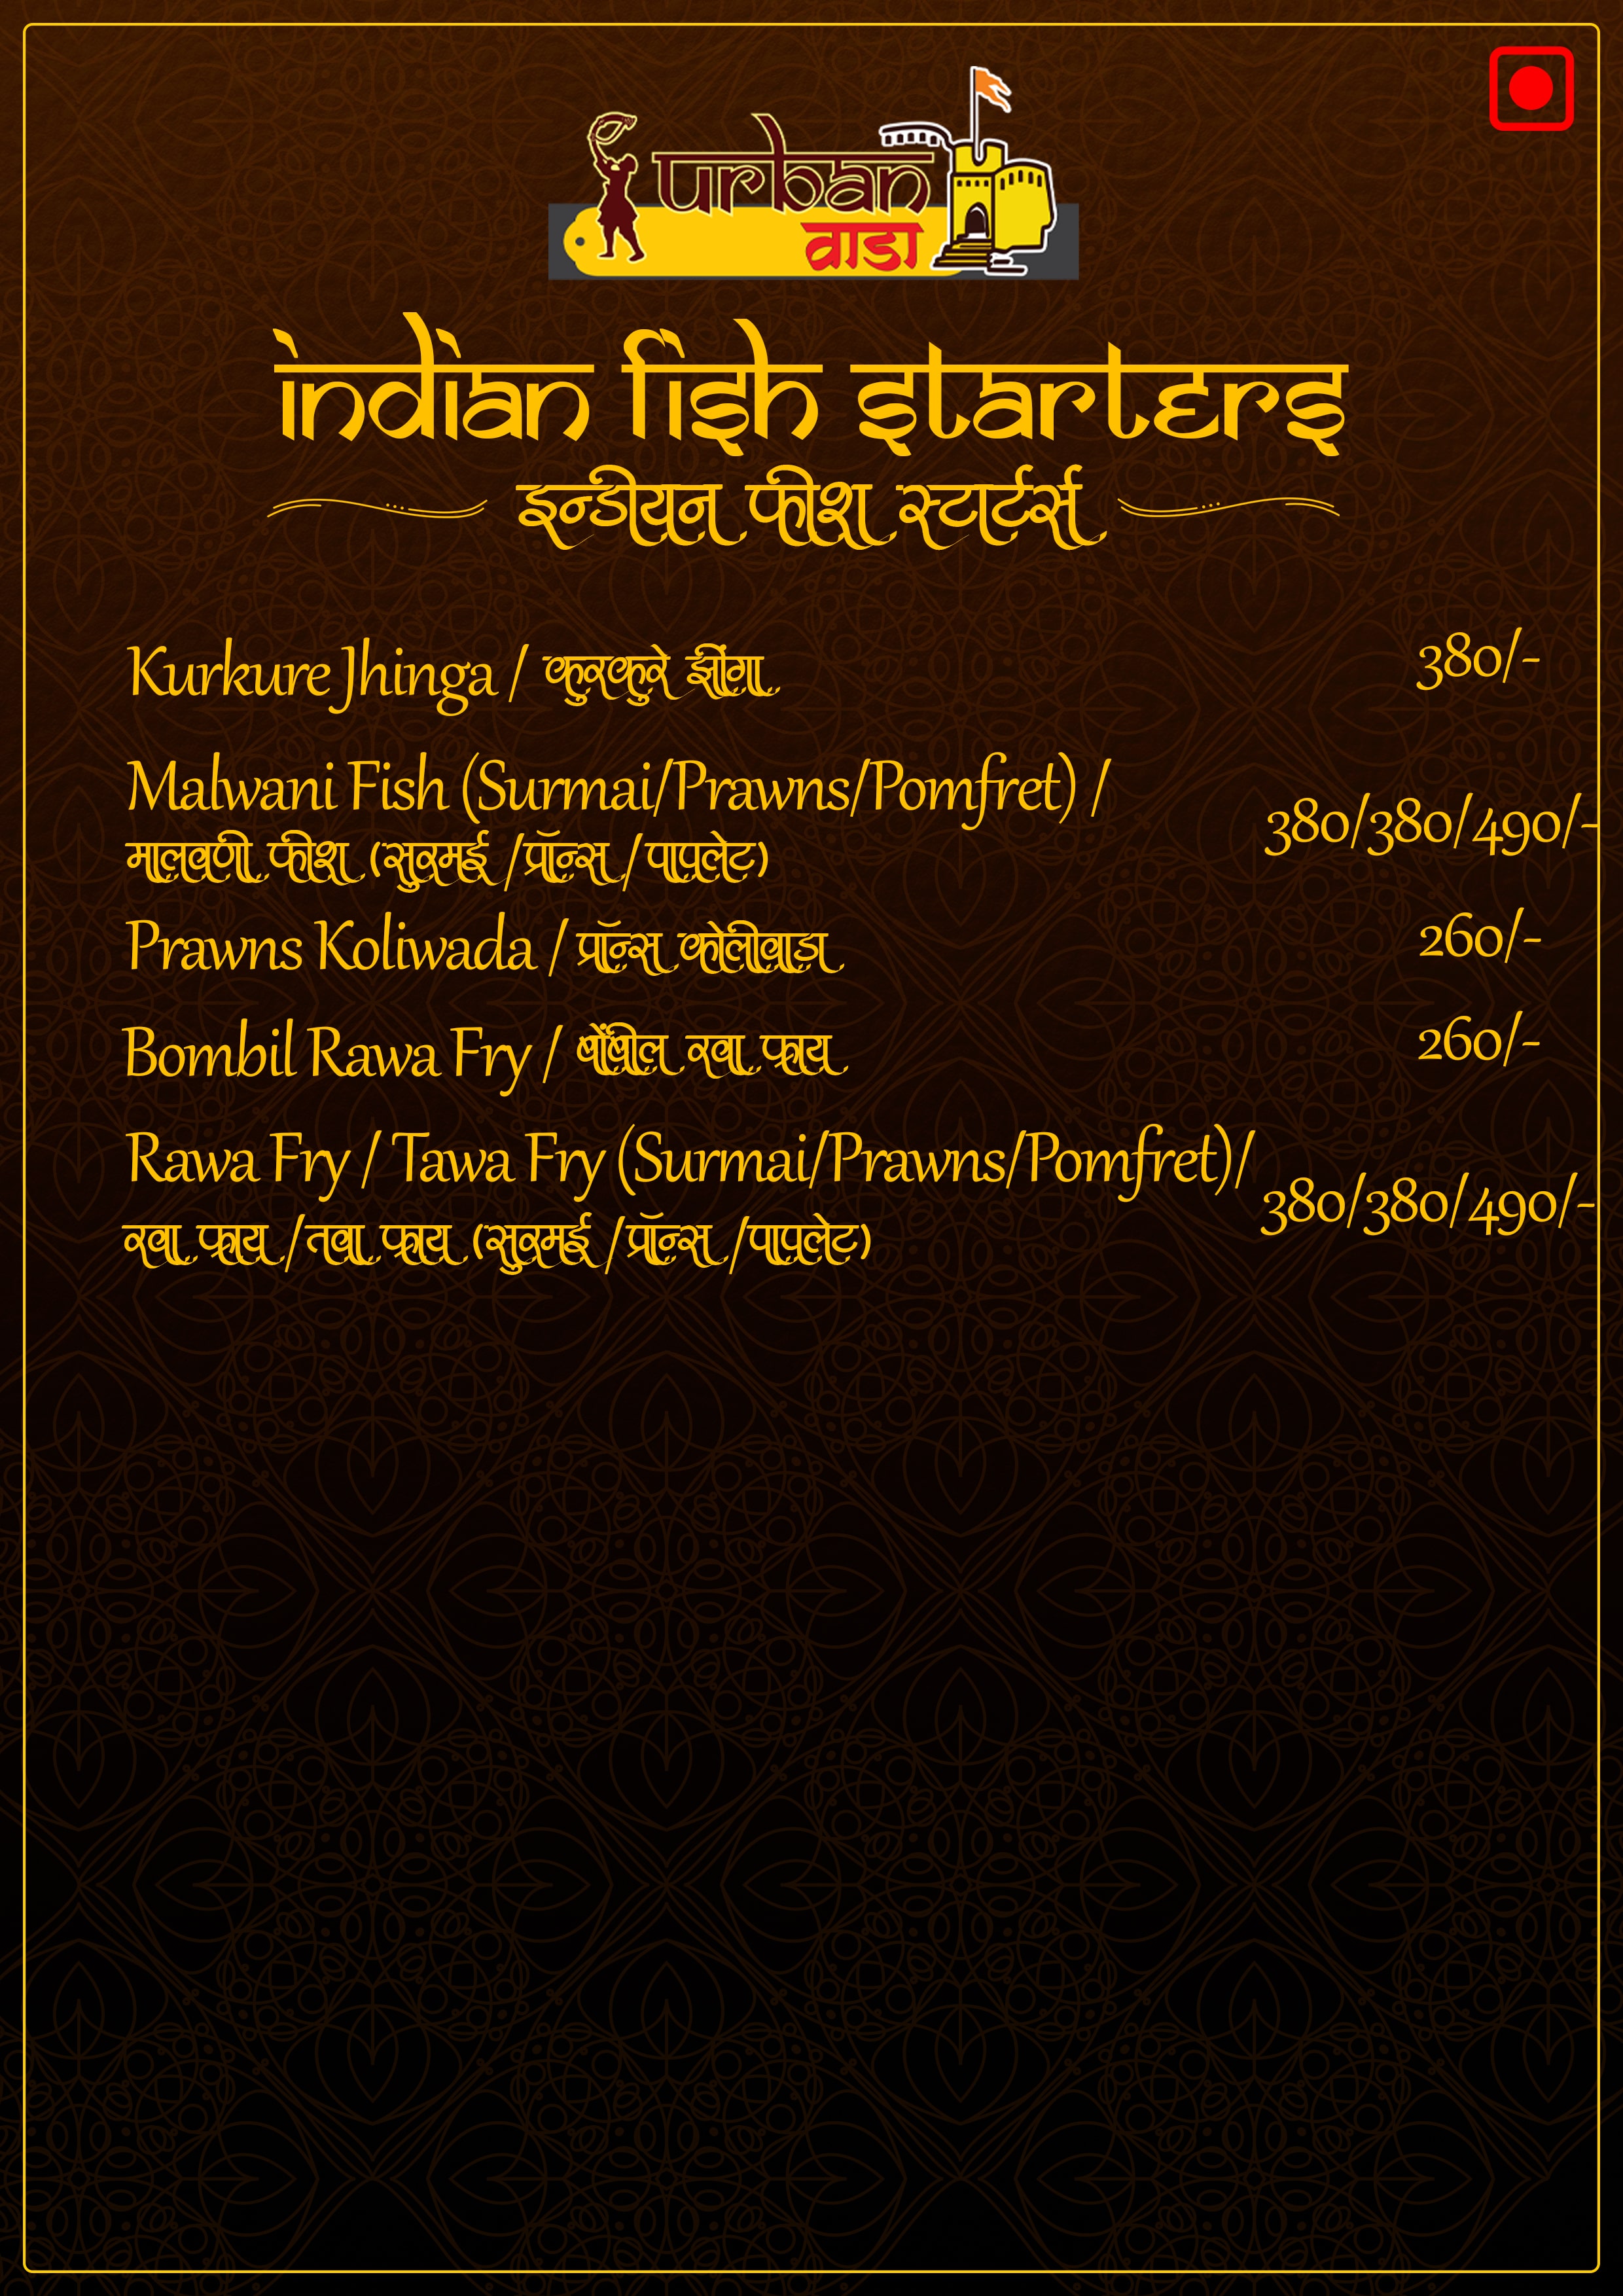 urban
वाडा
indian fish starters
इन्डीयन फीश स्टार्टर्स
Kurkure Jhinga / कुरकुरे झींगा 380/-
Malwani Fish (Surmai/Prawns/Pomfret) /
मालवणी फीश (सुरमई /प्रॉन्स /पापलेट) 380/380/490/-
Prawns Koliwada / प्रॉन्स कोलीवाडा 260/-
Bombil Rawa Fry / बोंबील रवा फ्राय 260/-
Rawa Fry / Tawa Fry (Surmai/Prawns/Pomfret)/
रवा फ्राय /तवा फ्राय (सुरमई /प्रॉन्स /पापलेट) 380/380/490/-